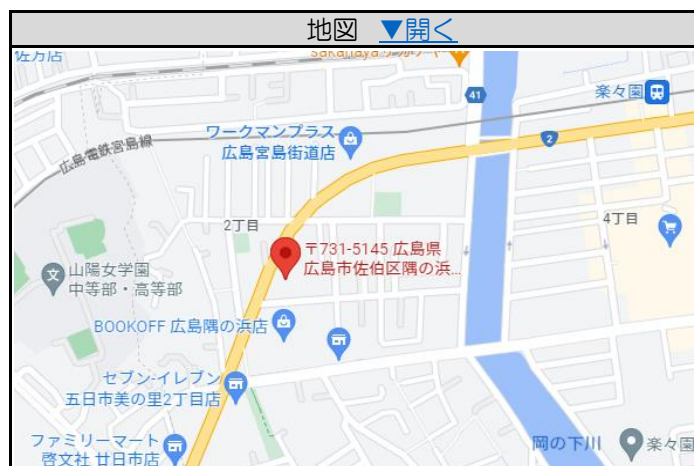 地図 ▼開く
佐方店
sakanaya
41
楽々園
2
ワークマンプラス
広島宮島街道店
広島電鉄宮島線
2丁目
4丁目
〒731-5145 広島県
広島市佐伯区隅の浜...
山陽女学園
中等部・高等部
BOOKOFF 広島隅の浜店
セブン-イレブン
五日市美の里2丁目店
ファミリーマート
啓文社 廿日市店
岡の下川
楽々園